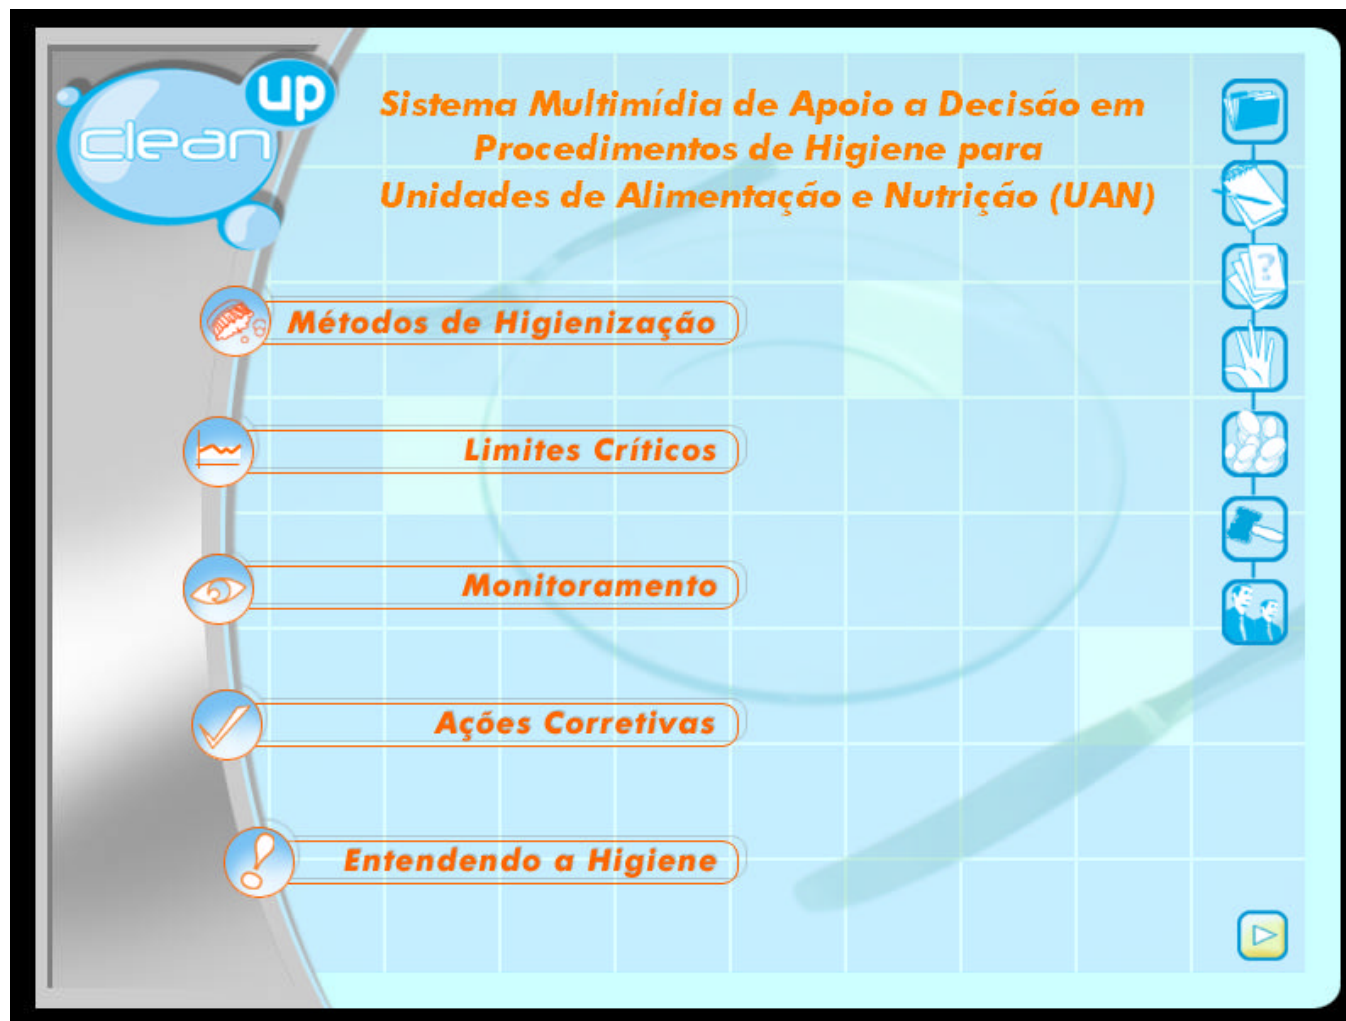 clean up
Sistema Multimídia de Apoio a Decisão em
Procedimentos de Higiene para
Unidades de Alimentação e Nutrição (UAN)
Métodos de Higienização
Limites Críticos
Monitoramento
Ações Corretivas
Entendendo a Higiene
?